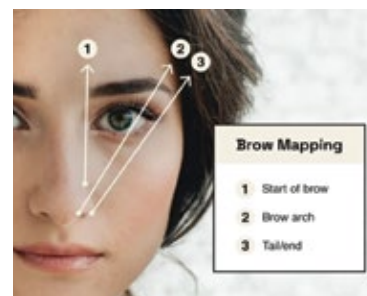 1
2
3
Brow Mapping
1 Start of brow
2 Brow arch
3 Tail/end